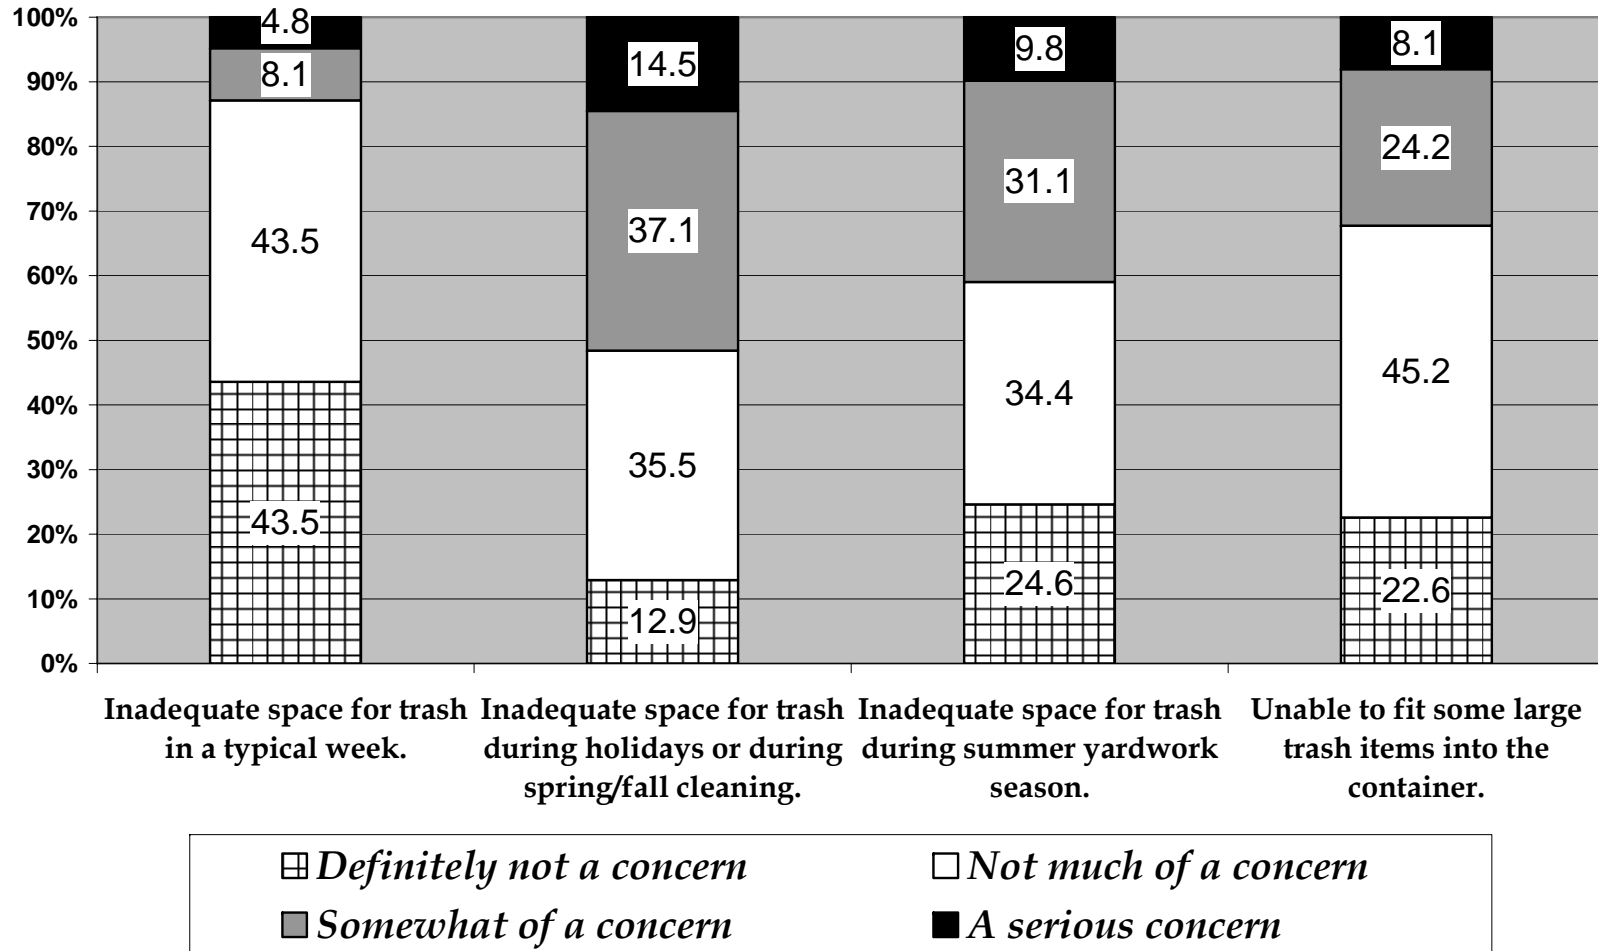 100%
90%
80%
70%
60%
50%
40%
30%
20%
10%
0%
4.8
8.1
43.5
43.5
14.5
37.1
35.5
12.9
9.8
31.1
34.4
24.6
8.1
24.2
45.2
22.6
Inadequate space for trash
in a typical week.
Inadequate space for trash
during holidays or during
spring/fall cleaning.
Inadequate space for trash
during summer yardwork
season.
Unable to fit some large
trash items into the
container.
Definitely not a concern
Not much of a concern
Somewhat of a concern
A serious concern